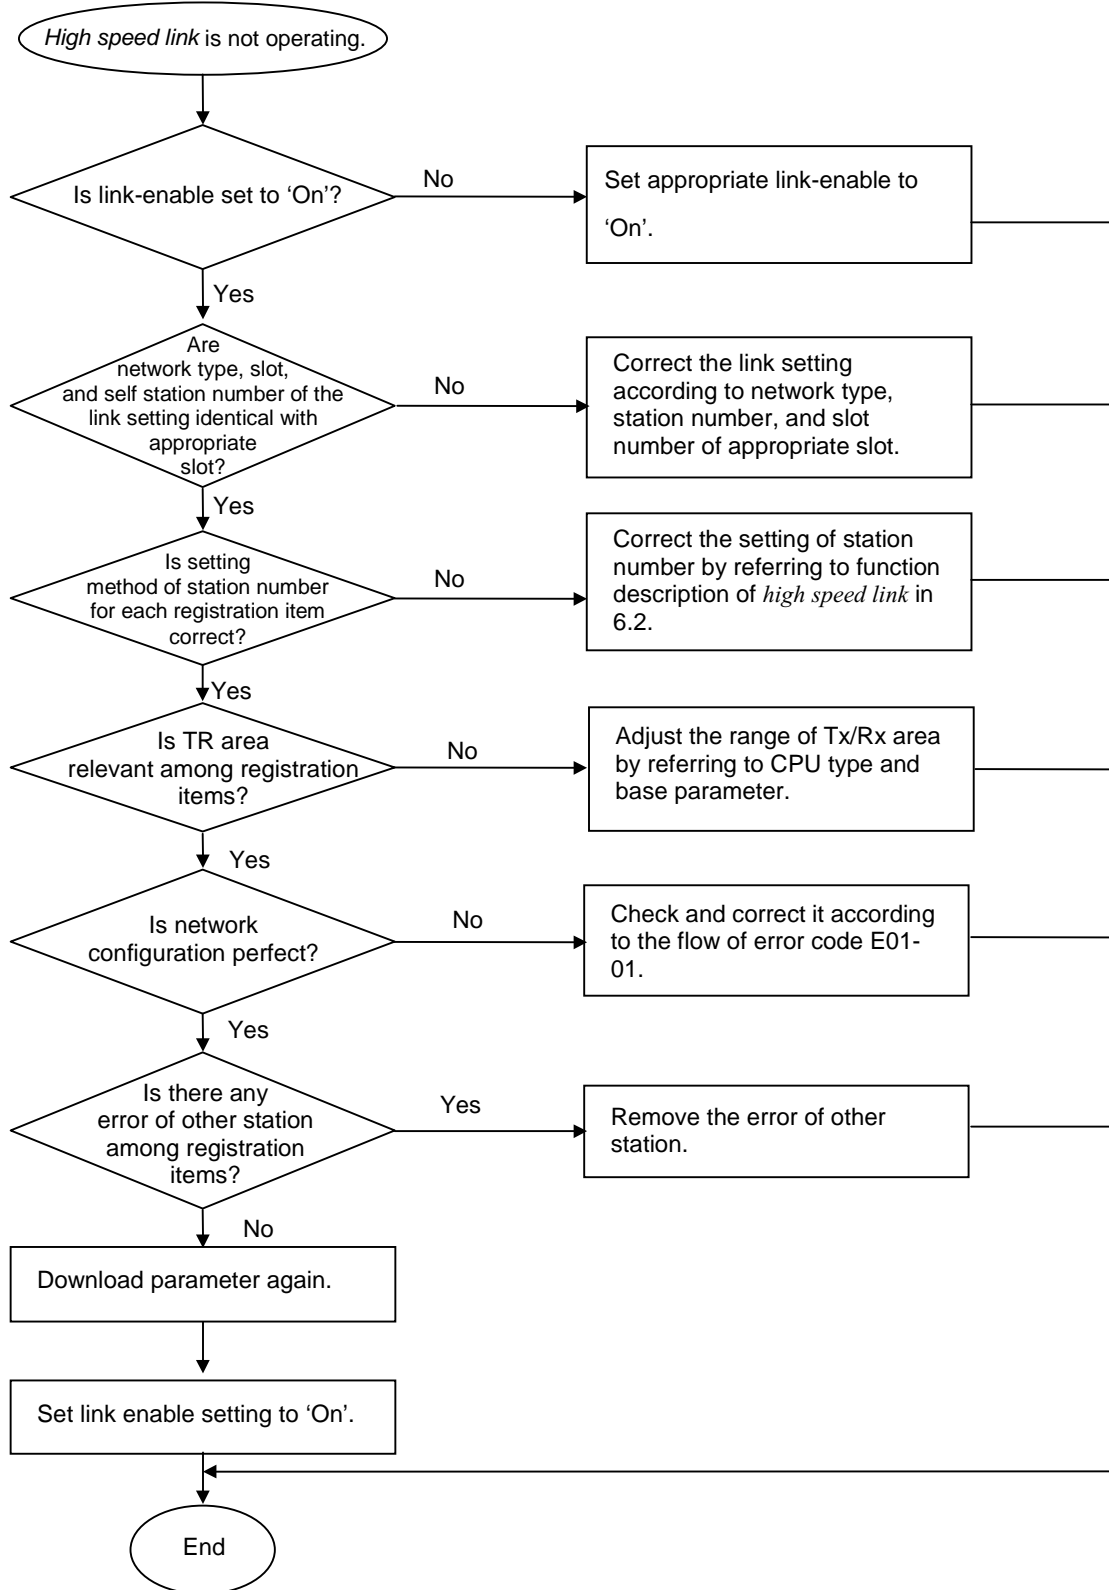 High speed link is not operating.
Is link-enable set to ‘On’?
No
Set appropriate link-enable to
‘On’.
Yes
Are
network type, slot,
and self station number of the
link setting identical with
appropriate
slot?
No
Correct the link setting
according to network type,
station number, and slot
number of appropriate slot.
Yes
Is setting
method of station number
for each registration item
correct?
No
Correct the setting of station
number by referring to function
description of high speed link in
6.2.
Yes
Is TR area
relevant among registration
items?
No
Adjust the range of Tx/Rx area
by referring to CPU type and
base parameter.
Yes
Is network
configuration perfect?
No
Check and correct it according
to the flow of error code E01-
01.
Yes
Is there any
error of other station
among registration
items?
Yes
Remove the error of other
station.
No
Download parameter again.
Set link enable setting to ‘On’.
End